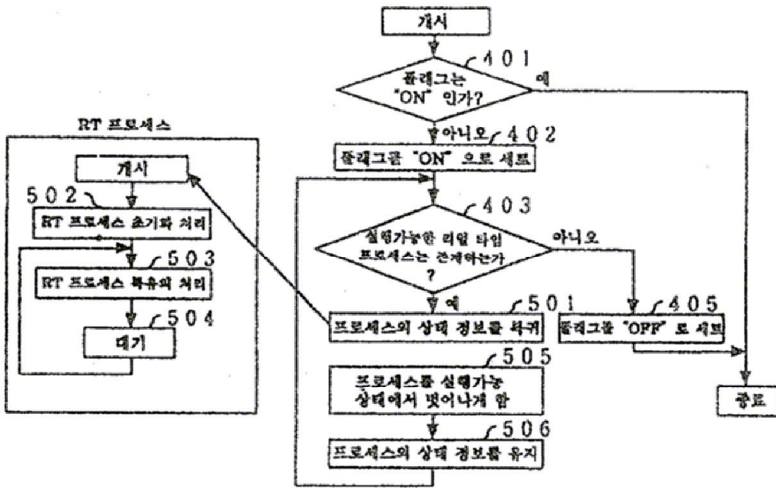 개시
401
플래그는
"ON" 인가?
예
아니오
402
플래그를 "ON" 으로 세트
403
실행가능한 리얼 타임
프로세스는 존재하는가
?
아니오
예
501
프로세스의 상태 정보를 복귀
405
플래그를 "OFF" 로 세트
505
프로세스를 실행가능
상태에서 벗어나게 함
종료
506
프로세스의 상태 정보를 유지
RT 프로세스
개시
502
RT 프로세스 초기화 처리
503
RT 프로세스 특유의 처리
504
대기